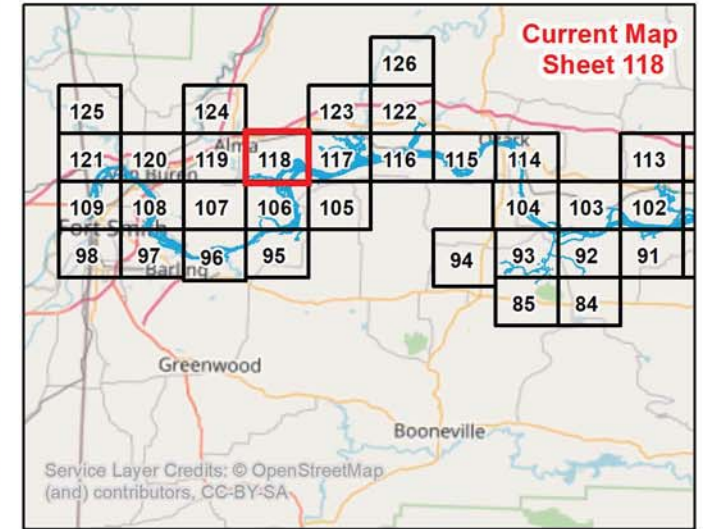 Current Map
Sheet 118
126
125 124 123 122
Alma Ozark
121 120 119 118 117 116 115 114 113
Van Buren
109 108 107 106 105 104 103 102
Fort Smith
98 97 96 95 94 93 92 91
Barling
85 84
Greenwood
Booneville
Service Layer Credits: © OpenStreetMap
(and) contributors, CC-BY-SA